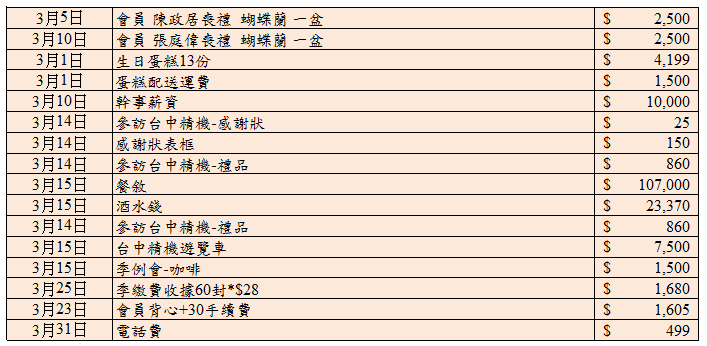 3月5日 會員 陳政居喪禮 蝴蝶蘭 一盆 $ 2,500
3月10日 會員 張庭偉喪禮 蝴蝶蘭 一盆 $ 2,500
3月1日 生日蛋糕13份 $ 4,199
3月1日 蛋糕配送運費 $ 1,500
3月10日 幹事薪資 $ 10,000
3月14日 參訪台中精機-感謝狀 $ 25
3月14日 感謝狀表框 $ 150
3月14日 參訪台中精機-禮品 $ 860
3月15日 餐敘 $ 107,000
3月15日 酒水錢 $ 23,370
3月14日 參訪台中精機-禮品 $ 860
3月15日 台中精機遊覽車 $ 7,500
3月15日 季例會-咖啡 $ 1,500
3月25日 季繳費收據60封*$28 $ 1,680
3月23日 會員背心+30手續費 $ 1,605
3月31日 電話費 $ 499